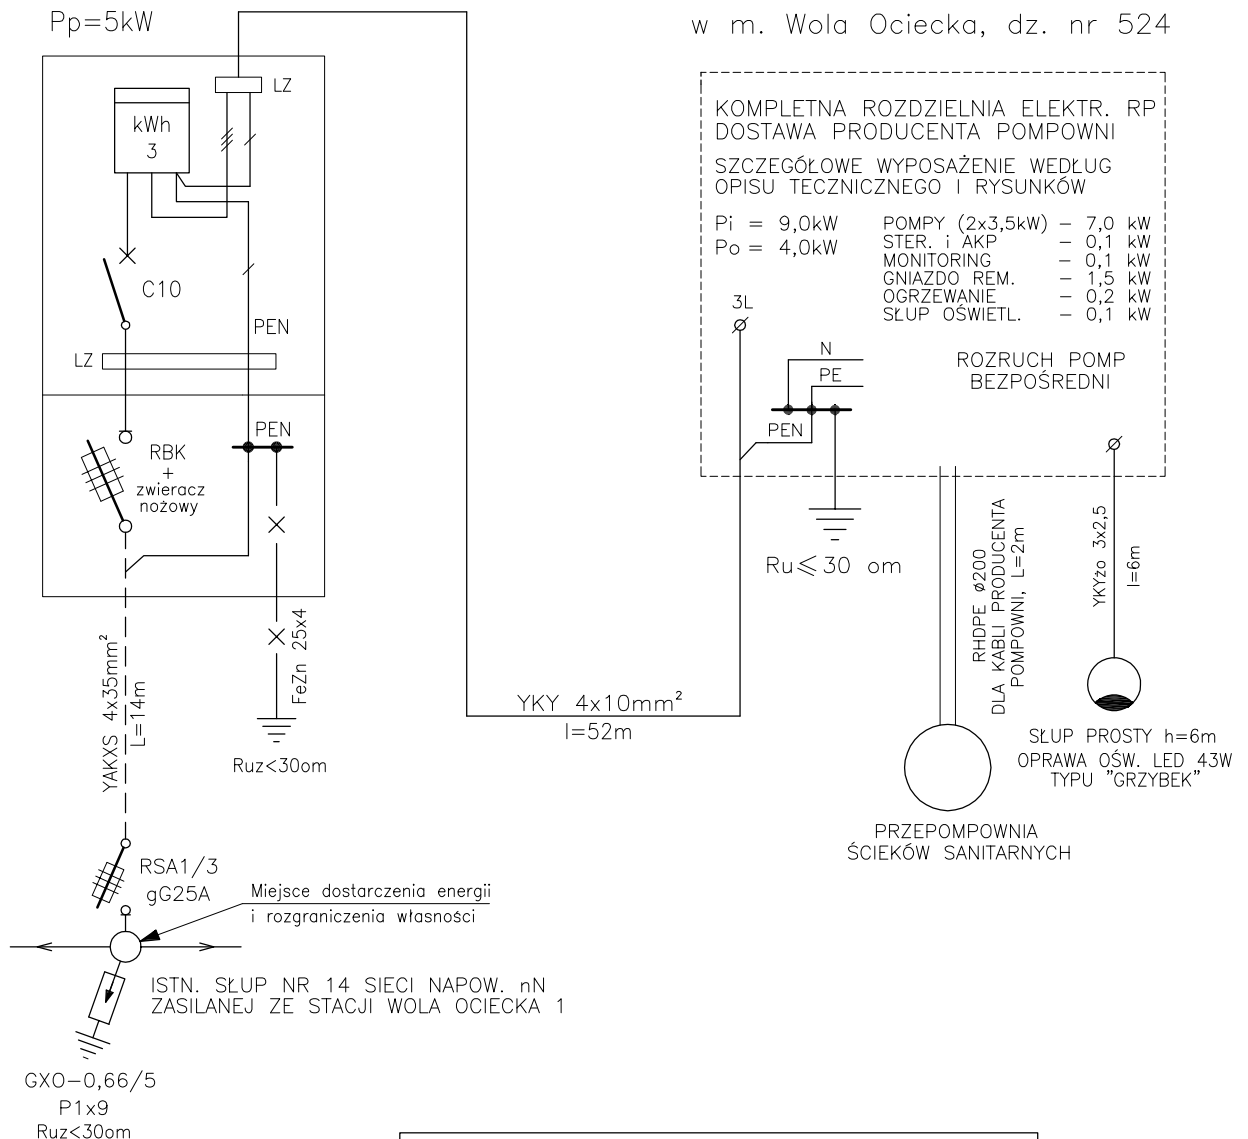 Pp=5kW
w m. Wola Ociecka, dz. nr 524
LZ
kWh
3
C10
PEN
LZ
PEN
RBK
+
zwieracz
nożowy
YAKXS 4x35mm²
L=14m
FeZn 25x4
Ruz<30om
RSA1/3
gG25A
Miejsce dostarczenia energii
i rozgraniczenia własności
ISTN. SŁUP NR 14 SIECI NAPOW. nN
ZASILANEJ ZE STACJI WOLA OCIECKA 1
GXO-0,66/5
P1x9
Ruz<30om
YKY 4x10mm²
l=52m
KOMPLETNA ROZDZIELNIA ELEKTR. RP
DOSTAWA PRODUCENTA POMPOWNI
SZCZEGÓŁOWE WYPOSAŻENIE WEDŁUG
OPISU TECZNICZNEGO I RYSUNKÓW
Pi = 9,0kW
Po = 4,0kW
POMPY (2x3,5kW) – 7,0 kW
STER. i AKP – 0,1 kW
MONITORING – 0,1 kW
GNIAZDO REM. – 1,5 kW
OGRZEWANIE – 0,2 kW
SŁUP OŚWIETL. – 0,1 kW
3L
N
PE
PEN
ROZRUCH POMP
BEZPOŚREDNI
Ru⩽30 om
RHDPE ø200
DLA KABLI PRODUCENTA
POMPOWNI, L=2m
YKYżo 3x2,5
l=6m
SŁUP PROSTY h=6m
OPRAWA OŚW. LED 43W
TYPU "GRZYBEK"
PRZEPOMPOWNIA
ŚCIEKÓW SANITARNYCH